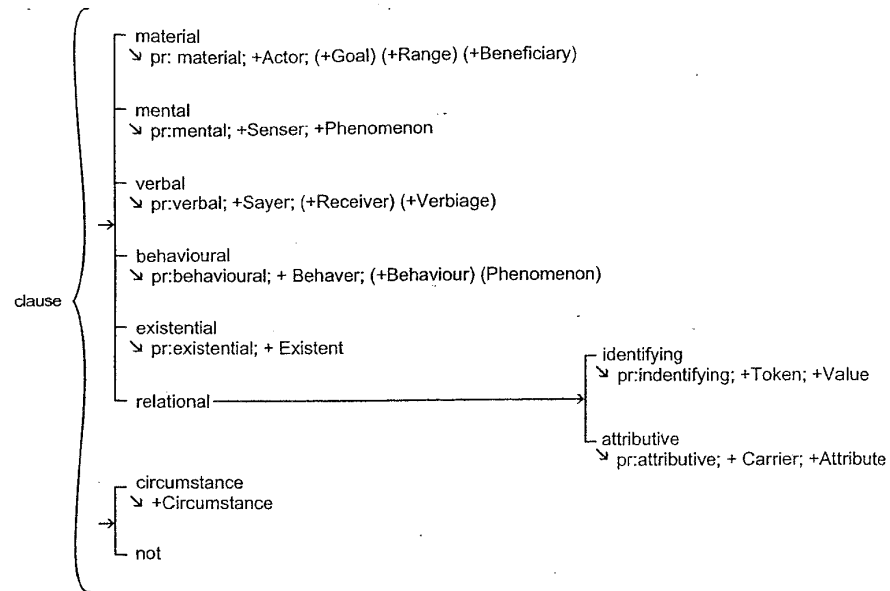 material
↘ pr: material; +Actor; (+Goal) (+Range) (+Beneficiary)
mental
↘ pr:mental; +Senser; +Phenomenon
verbal
↘ pr:verbal; +Sayer; (+Receiver) (+Verbiage)
behavioural
↘ pr:behavioural; + Behaver; (+Behaviour) (Phenomenon)
clause
existential
↘ pr:existential; + Existent
identifying
↘ pr:indentifying; +Token; +Value
relational
attributive
↘ pr:attributive; + Carrier; +Attribute
circumstance
↘ +Circumstance
not